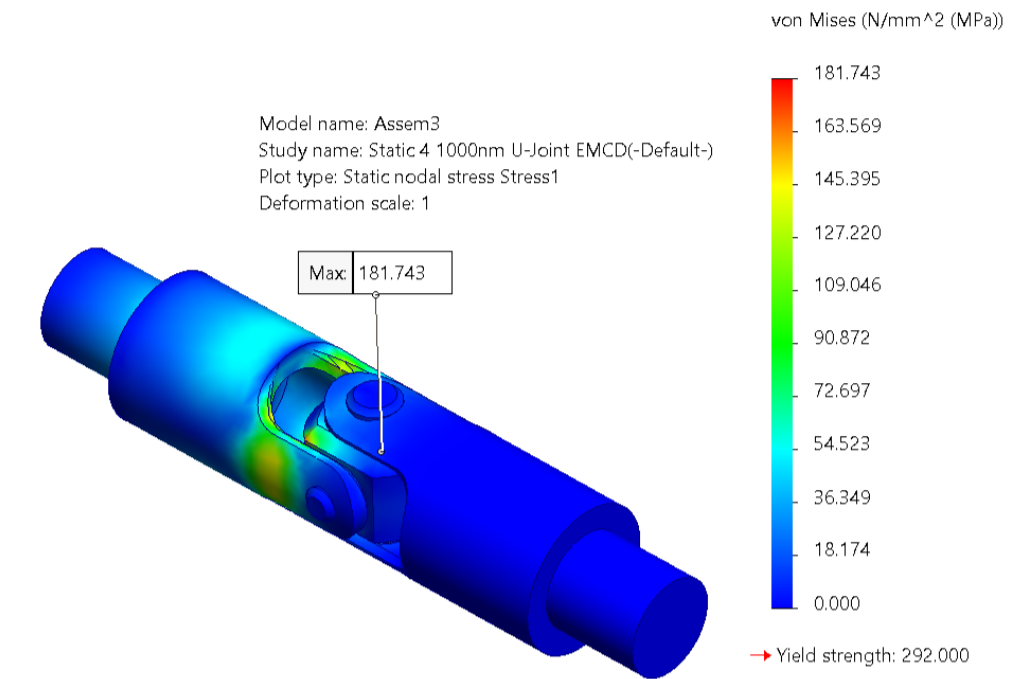 von Mises (N/mm^2 (MPa))
181.743
163.569
145.395
127.220
109.046
90.872
72.697
54.523
36.349
18.174
0.000
Yield strength: 292.000
Model name: Assem3
Study name: Static 4 1000nm U-Joint EMCD(-Default-)
Plot type: Static nodal stress Stress1
Deformation scale: 1
Max: 181.743